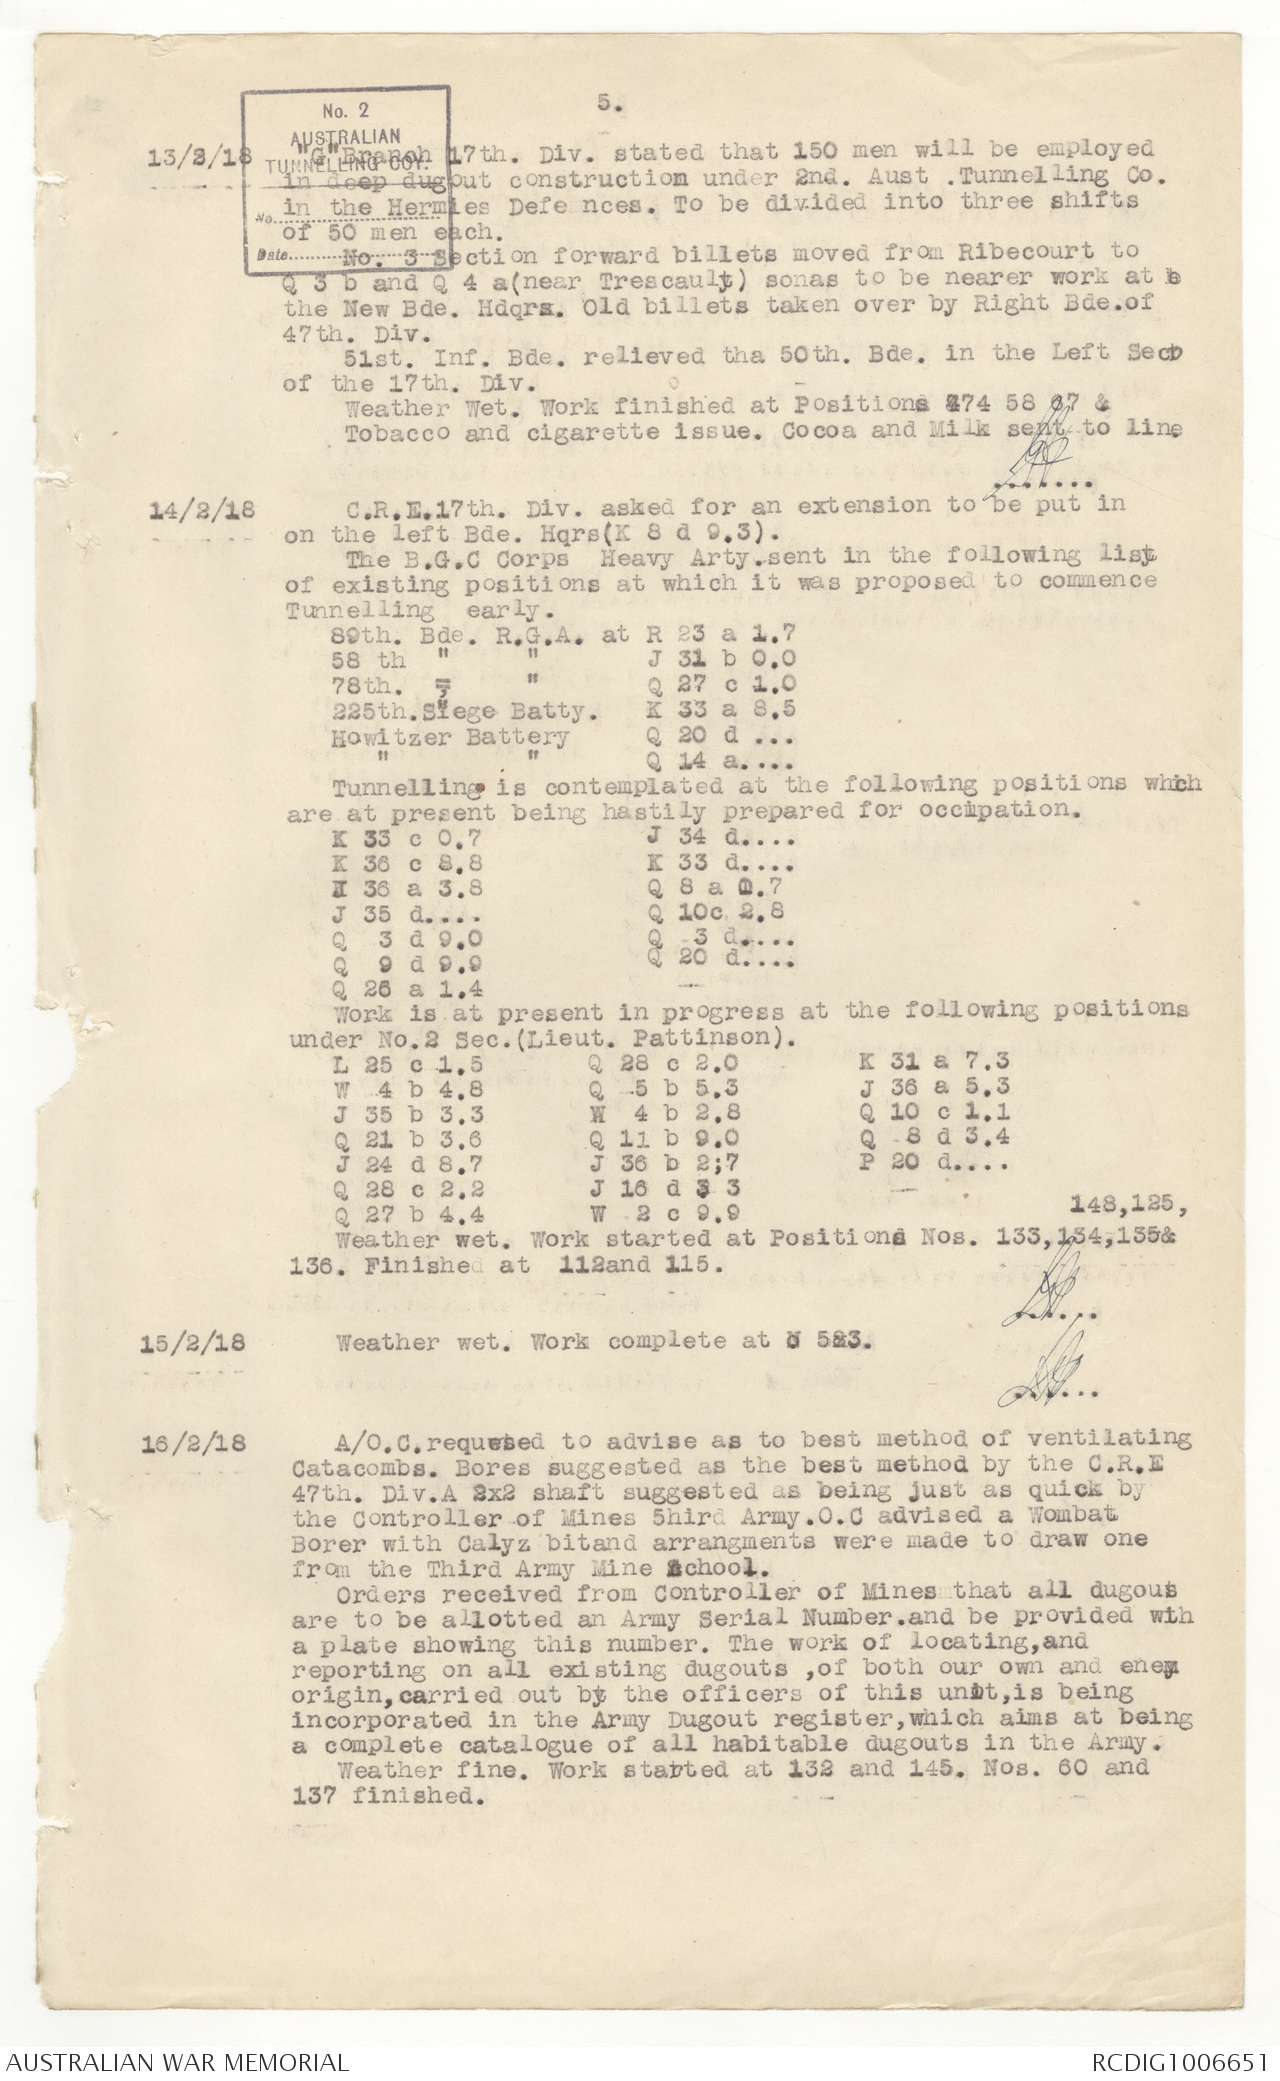 5.
No. 2
AUSTRALIAN
TUNNELLING COY.
No.
Date
13/2/18 "G"Branch 17th. Div. stated that 150 men will be employed
in deep dugout construction under 2nd. Aust .Tunnelling Co.
in the Hermies Defe nces. To be divided into three shifts
of 50 men each.
No. 3 Section forward billets moved from Ribecourt to
Q 3 b and Q 4 a(near Trescault) sonas to be nearer work at
the New Bde. Hdqrs. Old billets taken over by Right Bde.of
47th. Div.
51st. Inf. Bde. relieved tha 50th. Bde. in the Left Sect
of the 17th. Div.
Weather Wet. Work finished at Positions 474 58 97 &
Tobacco and cigarette issue. Cocoa and Milk sent to line
.......
14/2/18 C.R.E.17th. Div. asked for an extension to be put in
on the left Bde. Hqrs(K 8 d 9.3).
The B.G.C Corps Heavy Arty.sent in the following list
of existing positions at which it was proposed to commence
Tunnelling early.
89th. Bde. R.G.A. at R 23 a 1.7
58 th " " J 31 b 0.0
78th. " " Q 27 c 1.0
225th.Siege Batty. K 33 a 8.5
Howitzer Battery Q 20 d ...
" " Q 14 a....
Tunnelling is contemplated at the following positions which
are at present being hastily prepared for occupation.
K 33 c 0.7 J 34 d....
K 36 c 8.8 K 33 d....
36 a 3.8 Q 8 a 0.7
J 35 d.... Q 10c 2.8
Q 3 d 9.0 Q 3 d....
Q 9 d 9.9 Q 20 d....
Q 26 a 1.4
Work is at present in progress at the following positions
under No.2 Sec.(Lieut. Pattinson).
L 25 c 1.5 Q 28 c 2.0 K 31 a 7.3
W 4 b 4.8 Q 5 b 5.3 J 36 a 5.3
J 35 b 3.3 W 4 b 2.8 Q 10 c 1.1
Q 21 b 3.6 Q 11 b 9.0 Q 8 d 3.4
J 24 d 8.7 J 36 b 2;7 P 20 d....
Q 28 c 2.2 J 16 d 3 3
Q 27 b 4.4 W 2 c 9.9 148,125,
Weather wet. Work started at Positions Nos. 133,134,135&
136. Finished at 112and 115.
15/2/18 Weather wet. Work complete at 523.
16/2/18 A/O.C.requwsed to advise as to best method of ventilating
Catacombs. Bores suggested as the best method by the C.R.E
47th. Div.A 2x2 shaft suggested as being just as quick by
the Controller of Mines 5hird Army.O.C advised a Wombat
Borer with Calyz bitand arrangments were made to draw one
from the Third Army Mine School.
Orders received from Controller of Mines that all dugouts
are to be allotted an Army Serial Number.and be provided with
a plate showing this number. The work of locating,and
reporting on all existing dugouts ,of both our own and enemy
origin,carried out by the officers of this unit,is being
incorporated in the Army Dugout register,which aims at being
a complete catalogue of all habitable dugouts in the Army.
Weather fine. Work started at 132 and 145. Nos. 60 and
137 finished.
AUSTRALIAN WAR MEMORIAL
RCDIG1006651